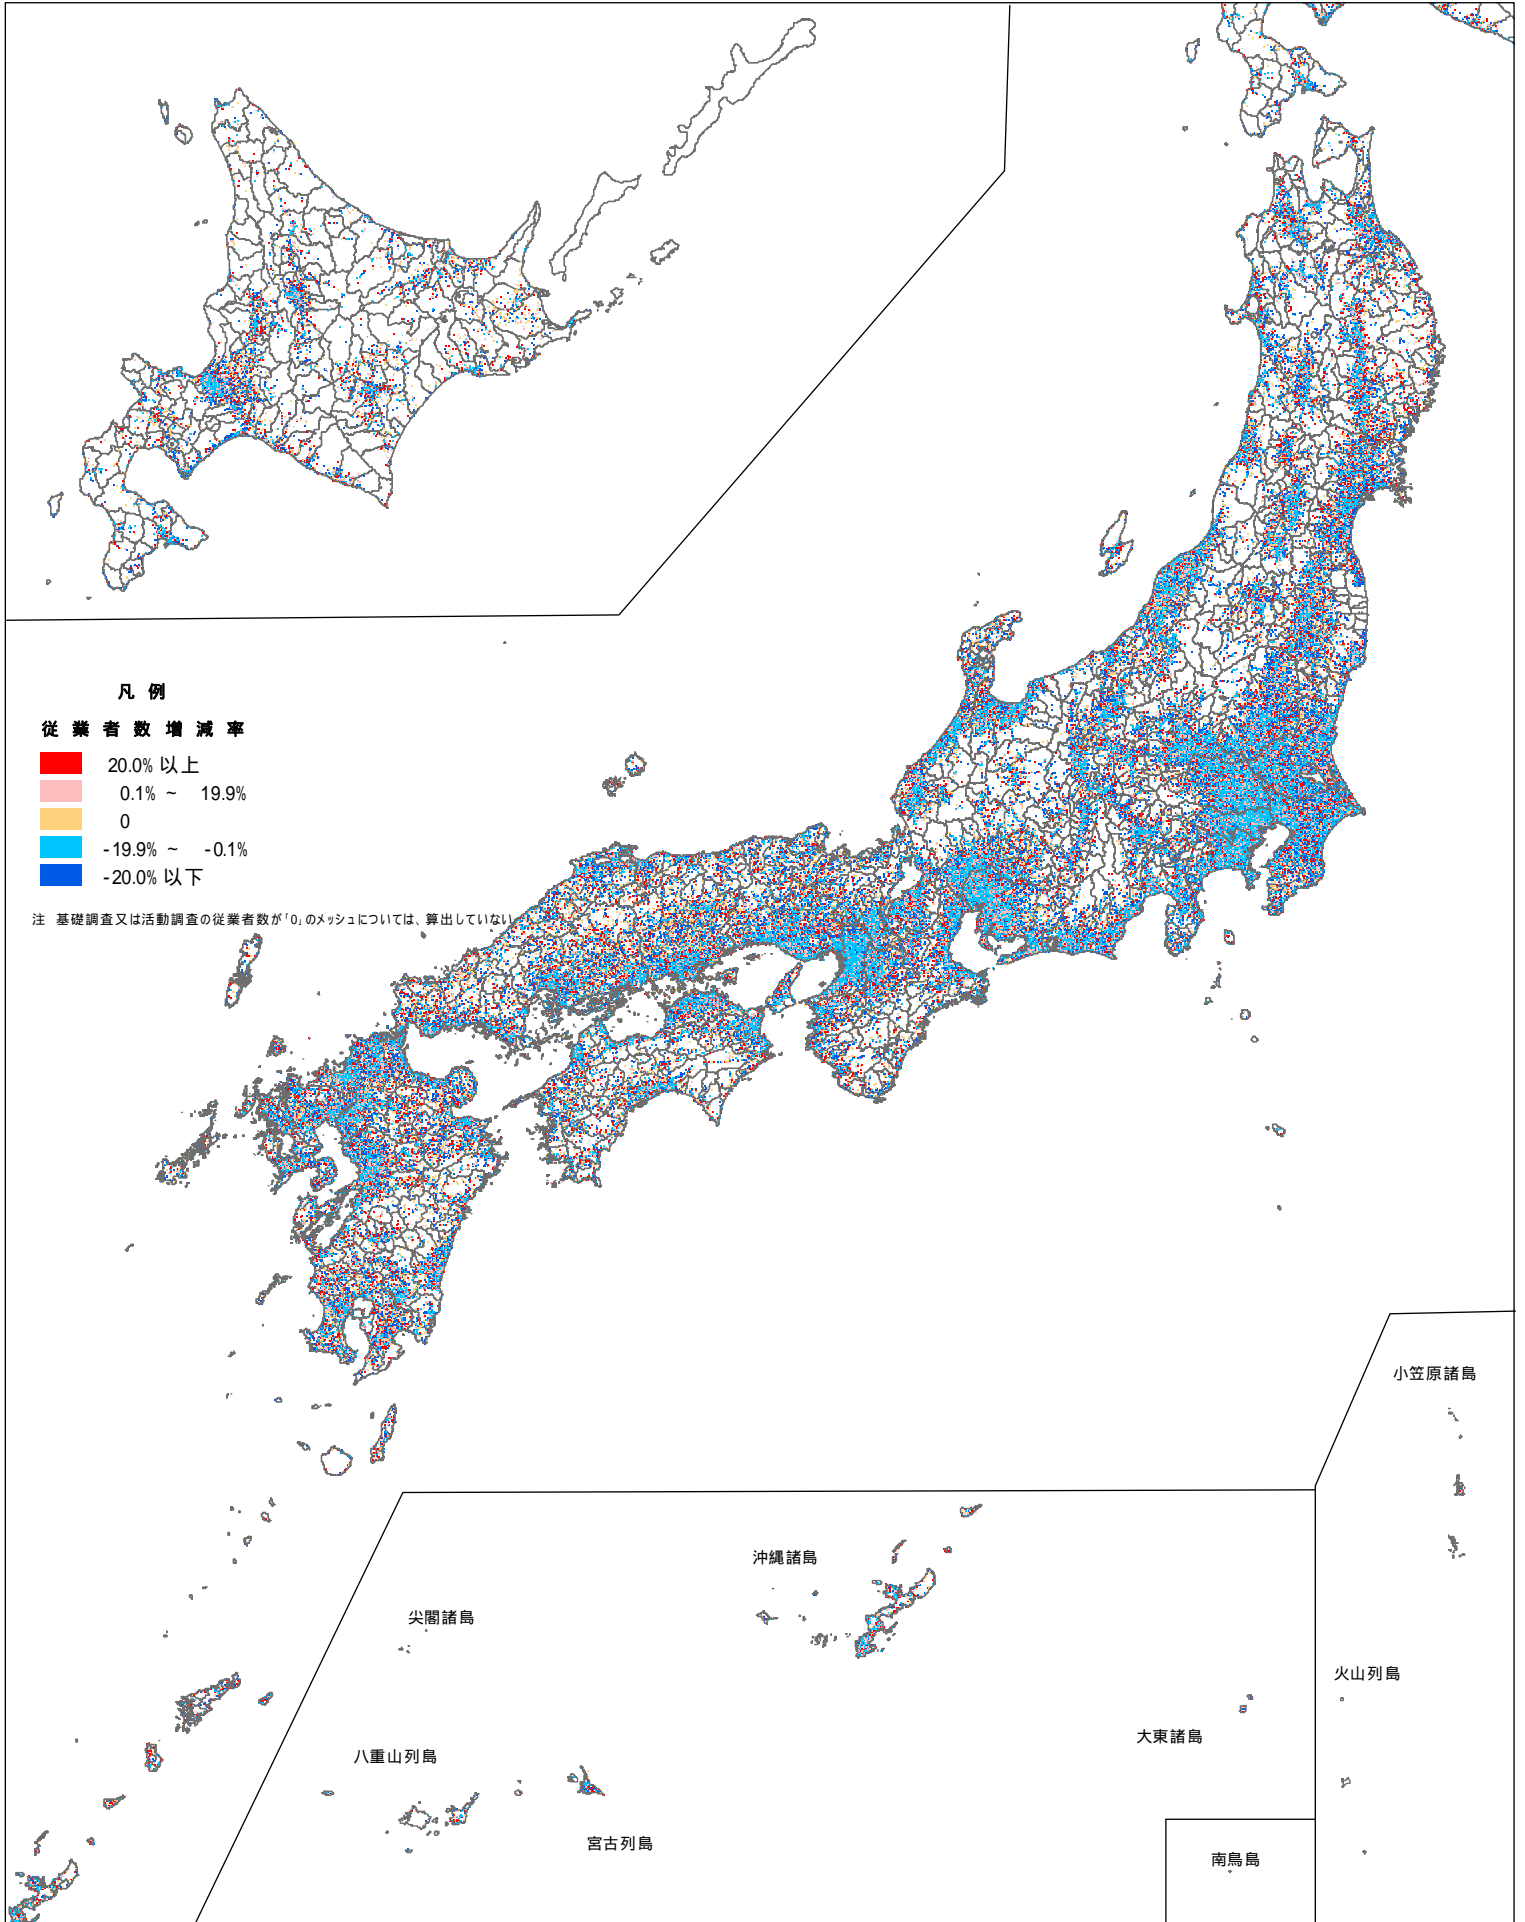 凡 例
従 業 者 数 増 減 率
20.0% 以上
0.1% ~ 19.9%
0
-19.9% ~ -0.1%
-20.0% 以下
注 基礎調査又は活動調査の従業者数が「0」のメッシュについては、算出していない
小笠原諸島
沖縄諸島
尖閣諸島
火山列島
大東諸島
八重山列島
宮古列島
南鳥島